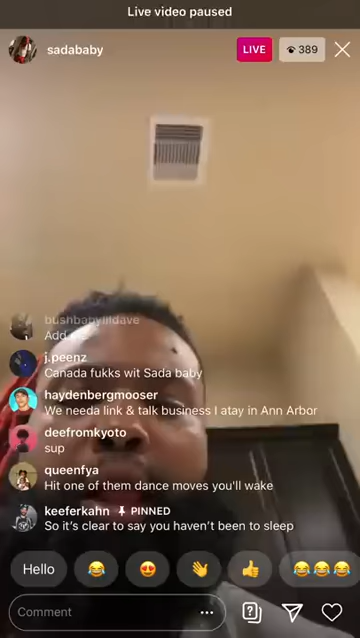 Live video paused
sadababy
LIVE
389
bushbabylildave
Add me
j.peenz
Canada fukks wit Sada baby
haydenbergmooser
We needa link & talk business I atay in Ann Arbor
deefromkyoto
sup
queenfya
Hit one of them dance moves you'll wake
keeferkahn PINNED
So it's clear to say you haven't been to sleep
Hello
Comment